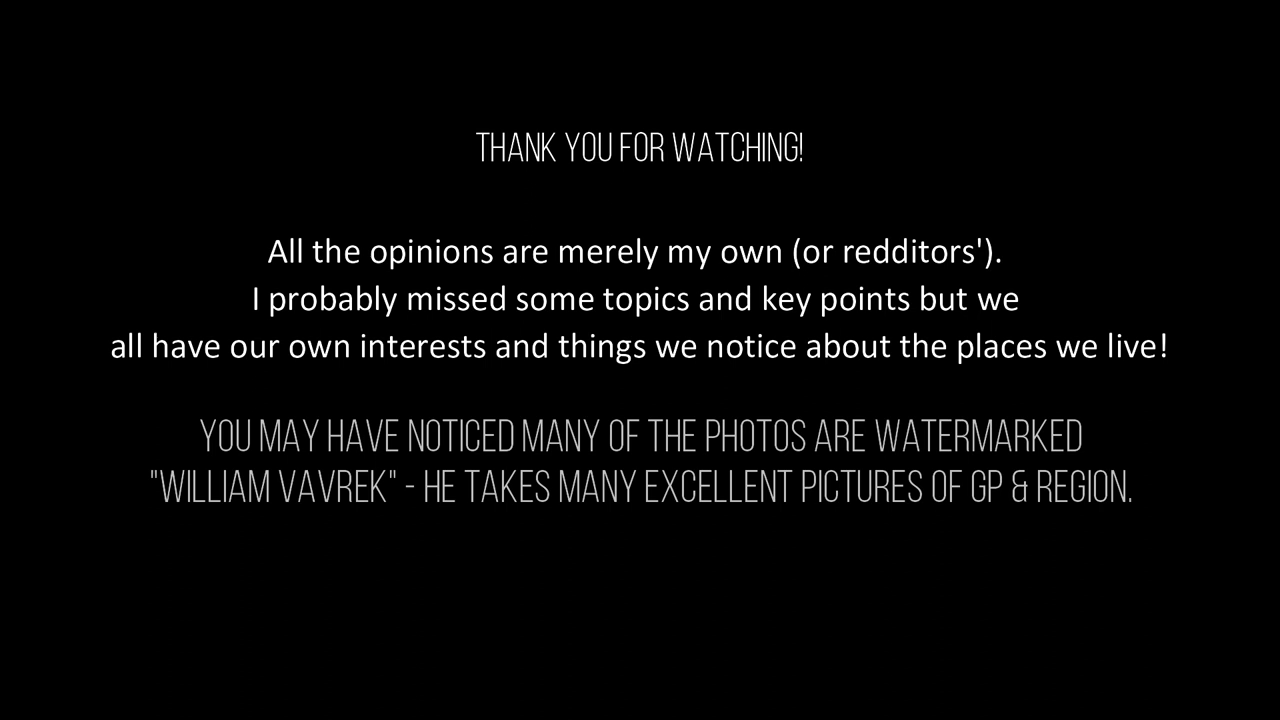 THANK YOU FOR WATCHING!
All the opinions are merely my own (or redditors').
I probably missed some topics and key points but we
all have our own interests and things we notice about the places we live!
YOU MAY HAVE NOTICED MANY OF THE PHOTOS ARE WATERMARKED
"WILLIAM VAVREK" - HE TAKES MANY EXCELLENT PICTURES OF GP & REGION.